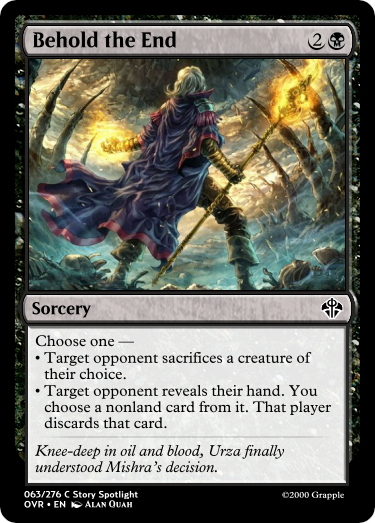 Behold the End 2
Sorcery
Choose one —
• Target opponent sacrifices a creature of
their choice.
• Target opponent reveals their hand. You
choose a nonland card from it. That player
discards that card.
Knee-deep in oil and blood, Urza finally
understood Mishra's decision.
063/276 C Story Spotlight
OVR • EN Alan Quah
©2000 Grapple